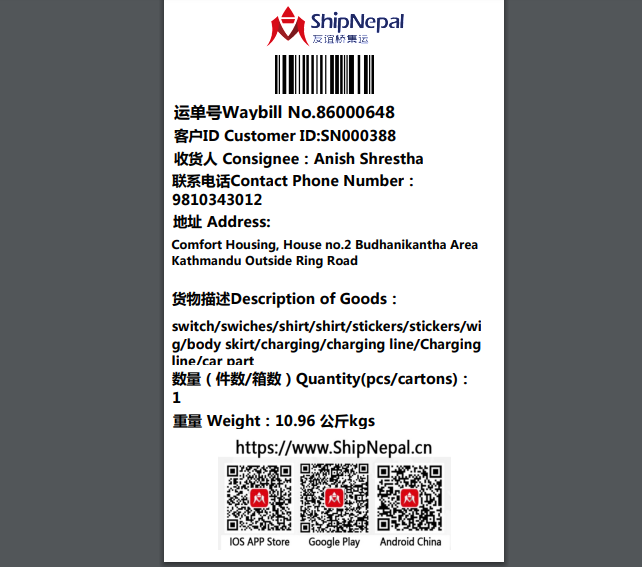 ShipNepal
友谊桥集运
运单号Waybill No.86000648
客户ID Customer ID:SN000388
收货人 Consignee：Anish Shrestha
联系电话Contact Phone Number：
9810343012
地址 Address:
Comfort Housing, House no.2 Budhanikantha Area
Kathmandu Outside Ring Road
货物描述Description of Goods：
switch/swiches/shirt/shirt/stickers/stickers/wi
g/body skirt/charging/charging line/Charging
line/car part
数量（件数/箱数）Quantity(pcs/cartons)：
1
重量 Weight：10.96 公斤kgs
https://www.ShipNepal.cn
IOS APP Store Google Play Android China